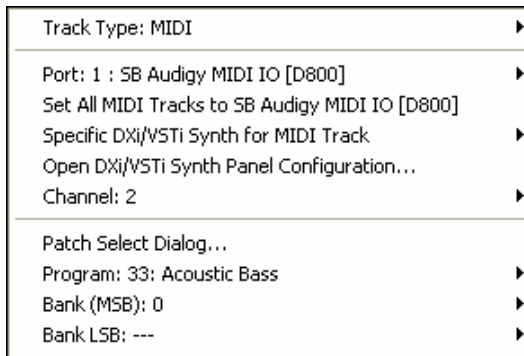 Track Type: MIDI
Port: 1 : SB Audigy MIDI IO [D800]
Set All MIDI Tracks to SB Audigy MIDI IO [D800]
Specific DXi/VSTi Synth for MIDI Track
Open DXi/VSTi Synth Panel Configuration...
Channel: 2
Patch Select Dialog...
Program: 33: Acoustic Bass
Bank (MSB): 0
Bank LSB: ---